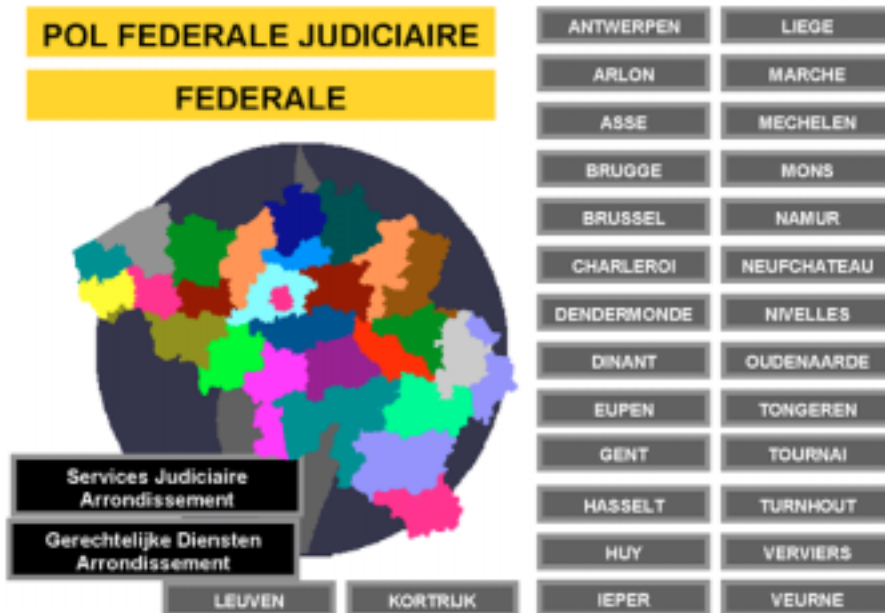 POL FEDERALE JUDICIAIRE
FEDERALE
ANTWERPEN
LIEGE
ARLON
MARCHE
ASSE
MECHELEN
BRUGGE
MONS
BRUSSEL
NAMUR
CHARLEROI
NEUFCHATEAU
DENDERMONDE
NIVELLES
DINANT
OUDENAARDE
EUPEN
TONGEREN
GENT
TOURNAI
HASSELT
TURNHOUT
HUY
VERVIERS
IEPER
VEURNE
Services Judiciaire
Arrondissement
Gerechtelijke Diensten
Arrondissement
LEUVEN
KORTRIJK